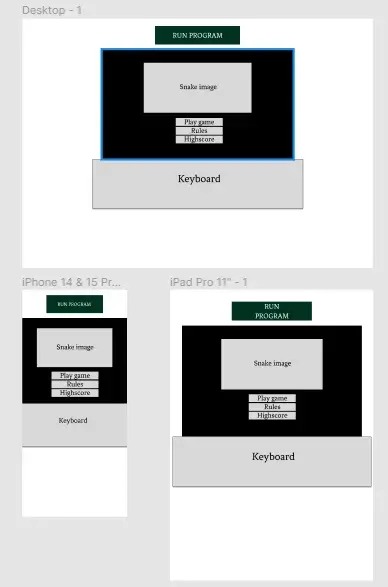 Desktop - 1
RUN PROGRAM
Snake image
Play game
Rules
Highscore
Keyboard
iPhone 14 & 15 Pr...
RUN PROGRAM
Snake image
Play game
Rules
Highscore
Keyboard
iPad Pro 11" - 1
RUN
PROGRAM
Snake image
Play game
Rules
Highscore
Keyboard